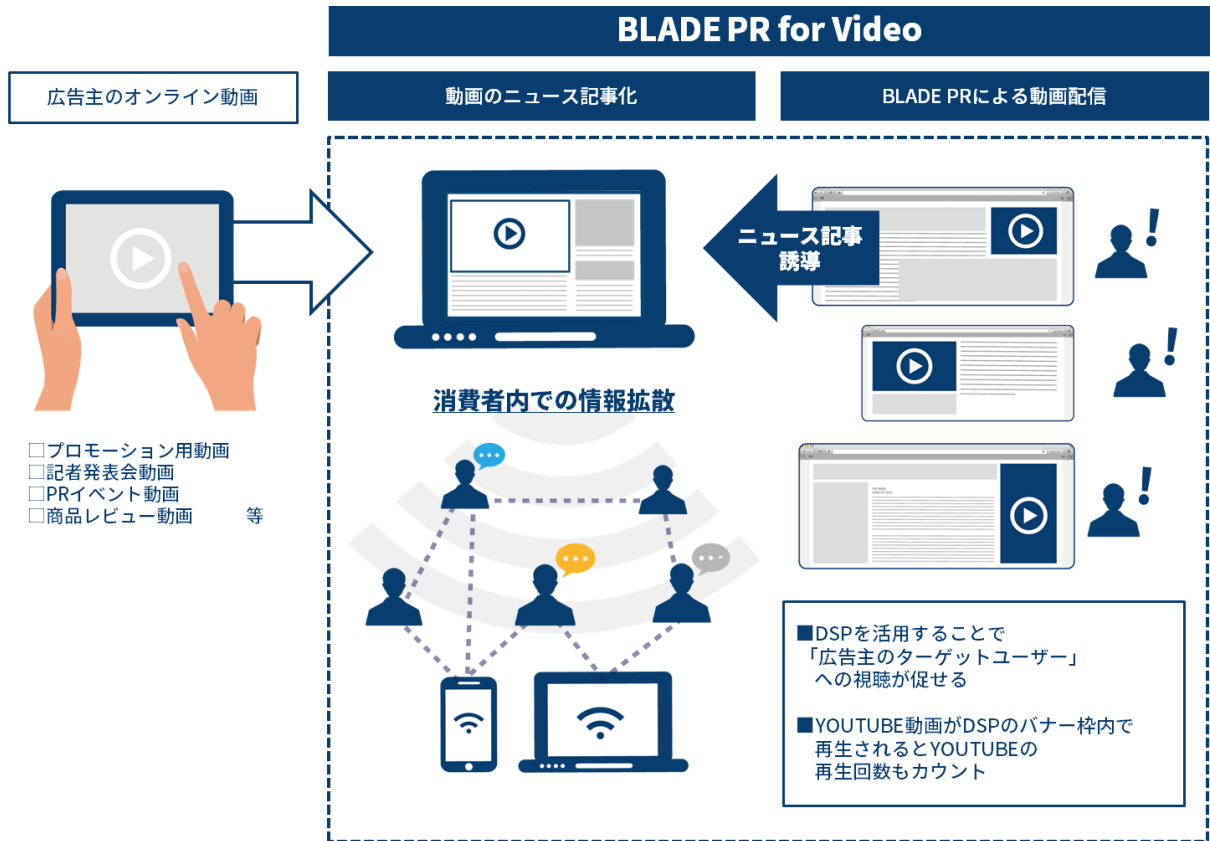 BLADE PR for Video
広告主のオンライン動画
動画のニュース記事化
BLADE PRによる動画配信
ニュース記事
誘導
消費者内での情報拡散
□プロモーション用動画
□記者発表会動画
□PRイベント動画
□商品レビュー動画 等
■DSPを活用することで
「広告主のターゲットユーザー」
への視聴が促せる
■YOUTUBE動画がDSPのバナー枠内で
再生されるとYOUTUBEの
再生回数もカウント